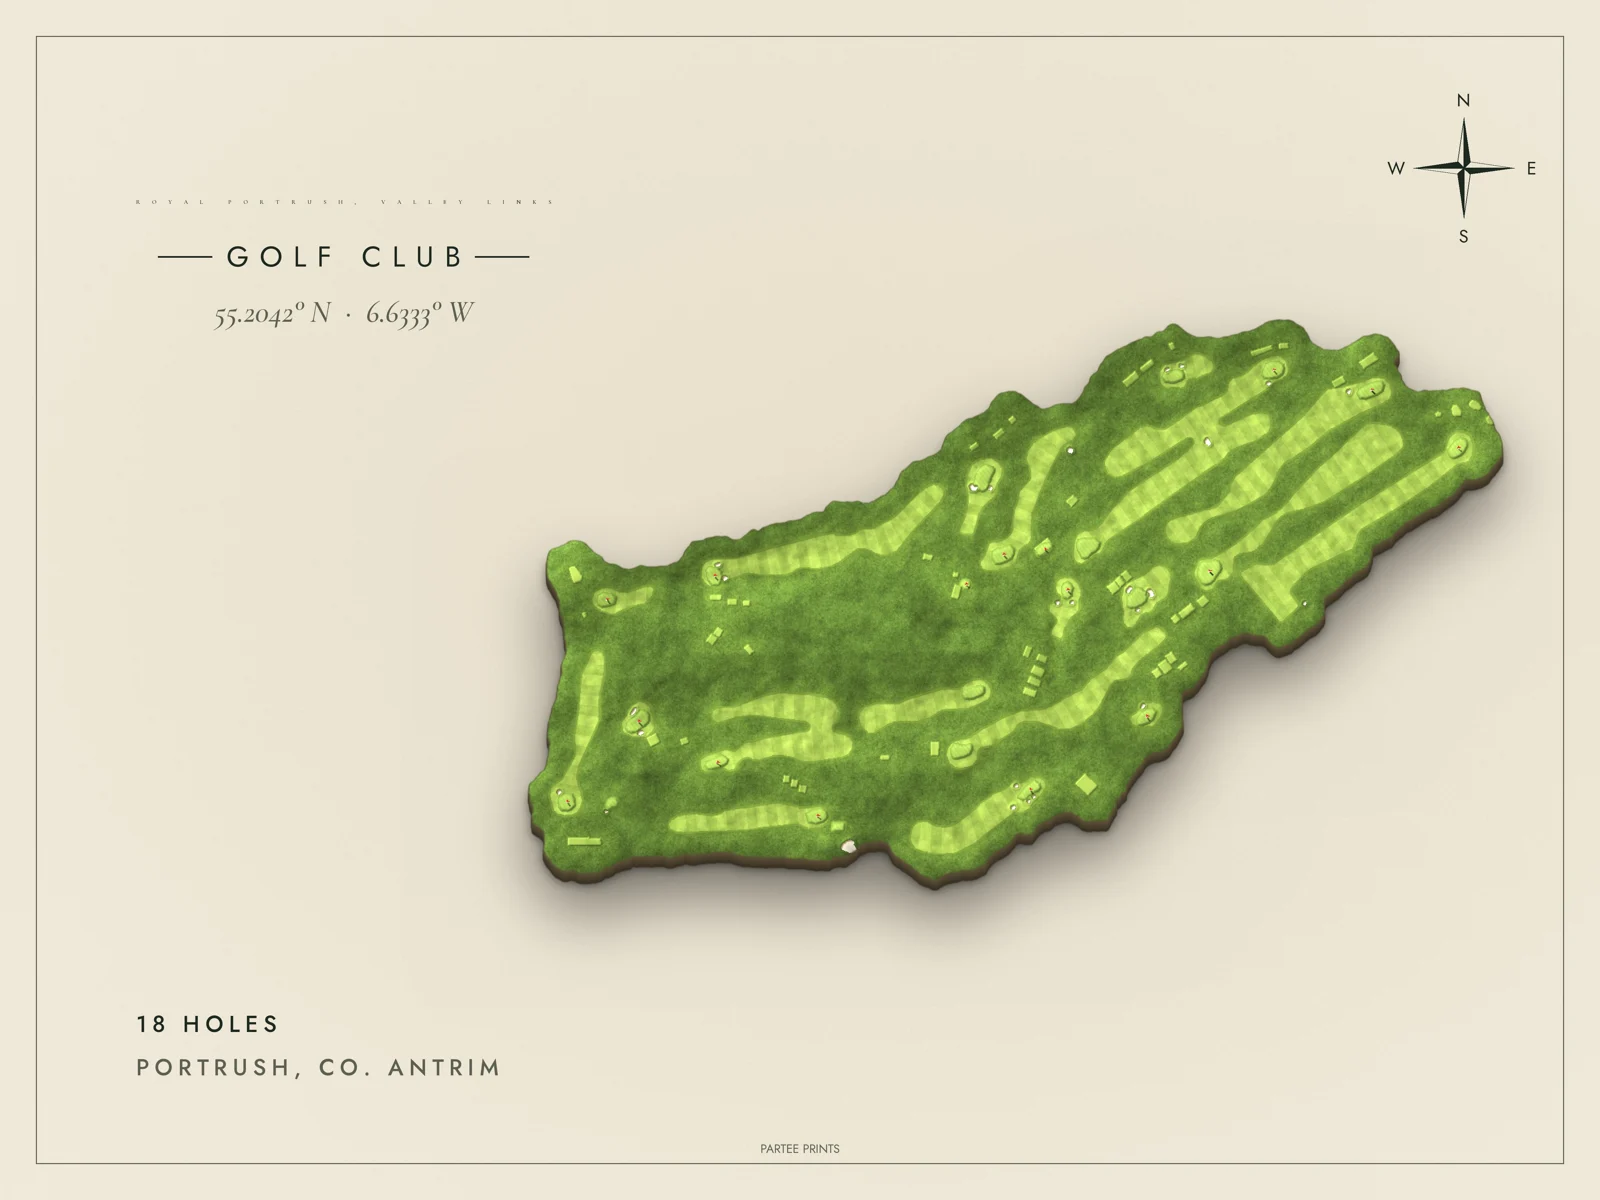 ROYAL PORTRUSH, VALLEY LINKS
GOLF CLUB
55.2042° N · 6.6333° W
N
W E
S
18 HOLES
PORTRUSH, CO. ANTRIM
PARTEE PRINTS